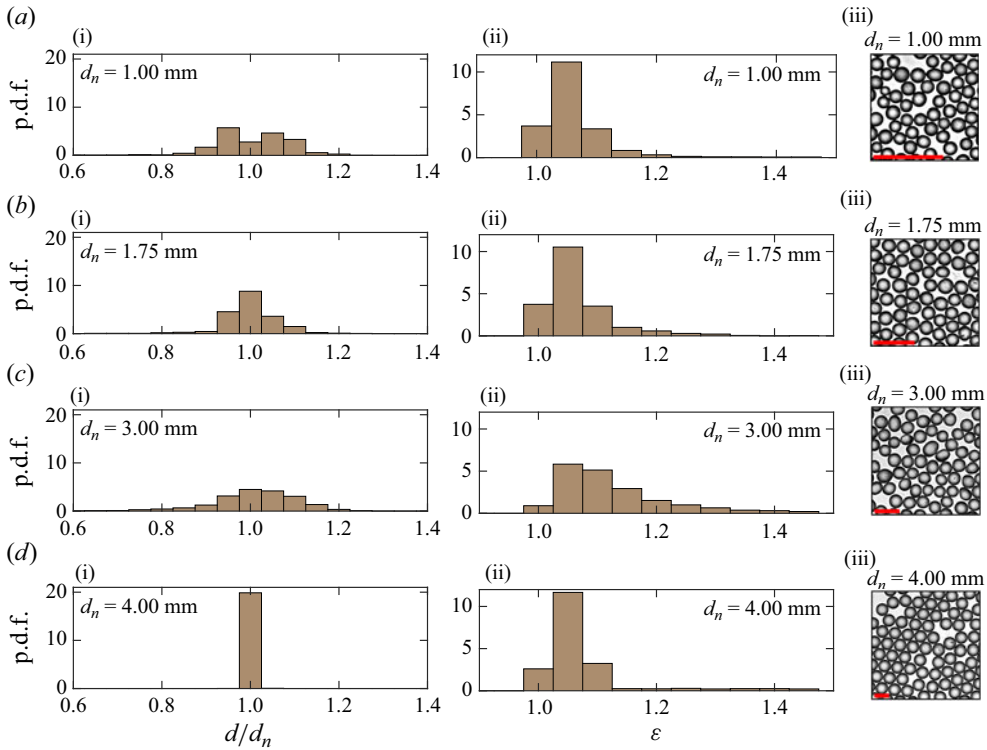 (a)
(i)
(ii)
(iii)
d_n = 1.00 mm
20
10
0
p.d.f.
d_n = 1.00 mm
0.6 0.8 1.0 1.2 1.4
10
5
0
d_n = 1.00 mm
1.0 1.2 1.4
(b)
(i)
(ii)
(iii)
d_n = 1.75 mm
20
10
0
p.d.f.
d_n = 1.75 mm
0.6 0.8 1.0 1.2 1.4
10
5
0
d_n = 1.75 mm
1.0 1.2 1.4
(c)
(i)
(ii)
(iii)
d_n = 3.00 mm
20
10
0
p.d.f.
d_n = 3.00 mm
0.6 0.8 1.0 1.2 1.4
10
5
0
d_n = 3.00 mm
1.0 1.2 1.4
(d)
(i)
(ii)
(iii)
d_n = 4.00 mm
20
10
0
p.d.f.
d_n = 4.00 mm
0.6 0.8 1.0 1.2 1.4
d/d_n
10
5
0
d_n = 4.00 mm
1.0 1.2 1.4
ε